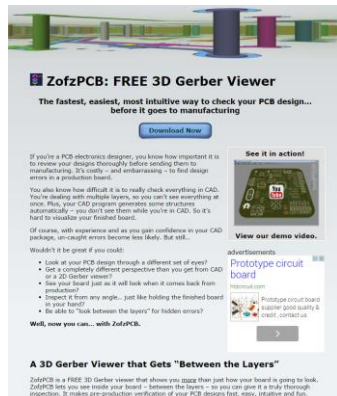 ZofzPCB: FREE 3D Gerber Viewer
The fastest, easiest, most intuitive way to check your PCB design...
before it goes to manufacturing
Download Now
If you're a PCB electronics designer, you know how important it is
to review your designs thoroughly before sending them to
manufacturing. It's costly – and embarrassing – to find design
errors in a production board.
You also know how difficult it is to really check everything in CAD.
You're dealing with multiple layers, so you can't see everything at
once. Plus, your CAD program generates some structures
automatically – you don't see them while you're in CAD. So it's
hard to visualize your finished board.
Of course, with experience and as you gain confidence in your CAD
package, un-caught errors become less likely. But still...
Wouldn't it be great if you could:
Look at your PCB design through a different set of eyes?
Get a completely different perspective than you get from CAD
or a 2D Gerber viewer?
See your board just as it will look when it comes back from
production?
Inspect it from any angle... just like holding the finished board
in your hand?
Be able to "look between the layers" for hidden errors?
Well, now you can... with ZofzPCB.
See it in action!
You
Tube
View our demo video.
advertisements
Prototype circuit
board
Prototype circuit board
supplier good quality &
credit, contact us
A 3D Gerber Viewer that Gets "Between the Layers"
ZofzPCB is a FREE 3D Gerber viewer that shows you more than just how your board is going to look.
ZofzPCB lets you see inside your board – between the layers – so you can give it a truly thorough
inspection. It makes pre-production verification of your PCB designs fast, easy, intuitive and fun.